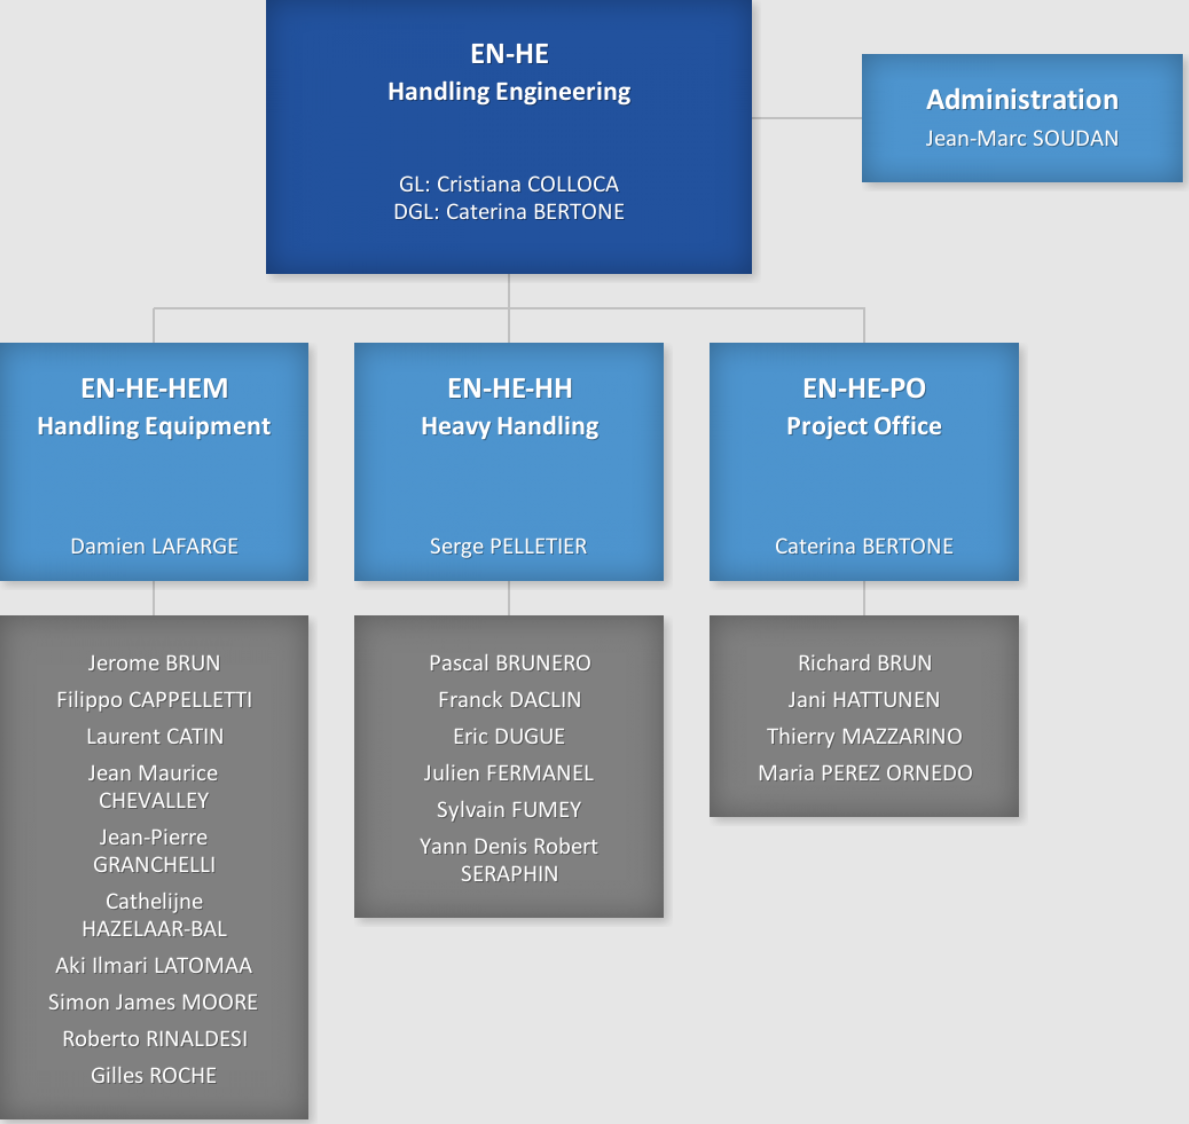 EN-HE
Handling Engineering
GL: Cristiana COLLOCA
DGL: Caterina BERTONE
Administration
Jean-Marc SOUDAN
EN-HE-HEM
Handling Equipment
Damien LAFARGE
EN-HE-HH
Heavy Handling
Serge PELLETIER
EN-HE-PO
Project Office
Caterina BERTONE
Jerome BRUN
Filippo CAPPELLETTI
Laurent CATIN
Jean Maurice
CHEVALLEY
Jean-Pierre
GRANCHELLI
Cathelijne
HAZELAAR-BAL
Aki Ilmari LATOMAA
Simon James MOORE
Roberto RINALDESI
Gilles ROCHE
Pascal BRUNERO
Franck DACLIN
Eric DUGUE
Julien FERMANEL
Sylvain FUMEY
Yann Denis Robert
SERAPHIN
Richard BRUN
Jani HATTUNEN
Thierry MAZZARINO
Maria PEREZ ORNEDO